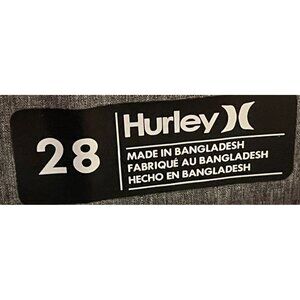 28
Hurley
MADE IN BANGLADESH
FABRIQUÉ AU BANGLADESH
HECHO EN BANGLADESH